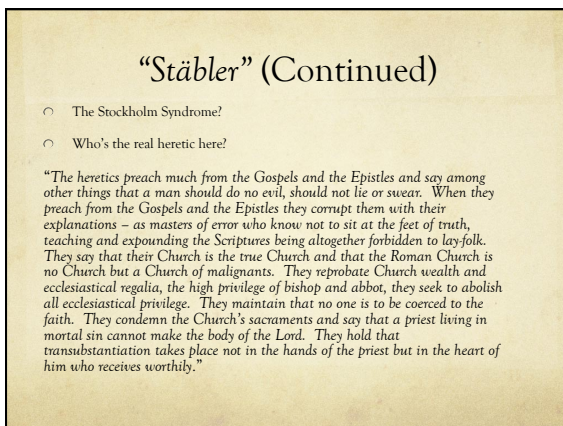 “Stäbler” (Continued)
The Stockholm Syndrome?
Who’s the real heretic here?
“The heretics preach much from the Gospels and the Epistles and say among
other things that a man should do no evil, should not lie or swear. When they
preach from the Gospels and the Epistles they corrupt them with their
explanations – as masters of error who know not to sit at the feet of truth,
teaching and expounding the Scriptures being altogether forbidden to lay-folk.
They say that their Church is the true Church and that the Roman Church is
no Church but a Church of malignants. They reprobate Church wealth and
ecclesiastical regalia, the high privilege of bishop and abbot, they seek to abolish
all ecclesiastical privilege. They maintain that no one is to be coerced to the
faith. They condemn the Church’s sacraments and say that a priest living in
mortal sin cannot make the body of the Lord. They hold that
transubstantiation takes place not in the hands of the priest but in the heart of
him who receives worthily.”